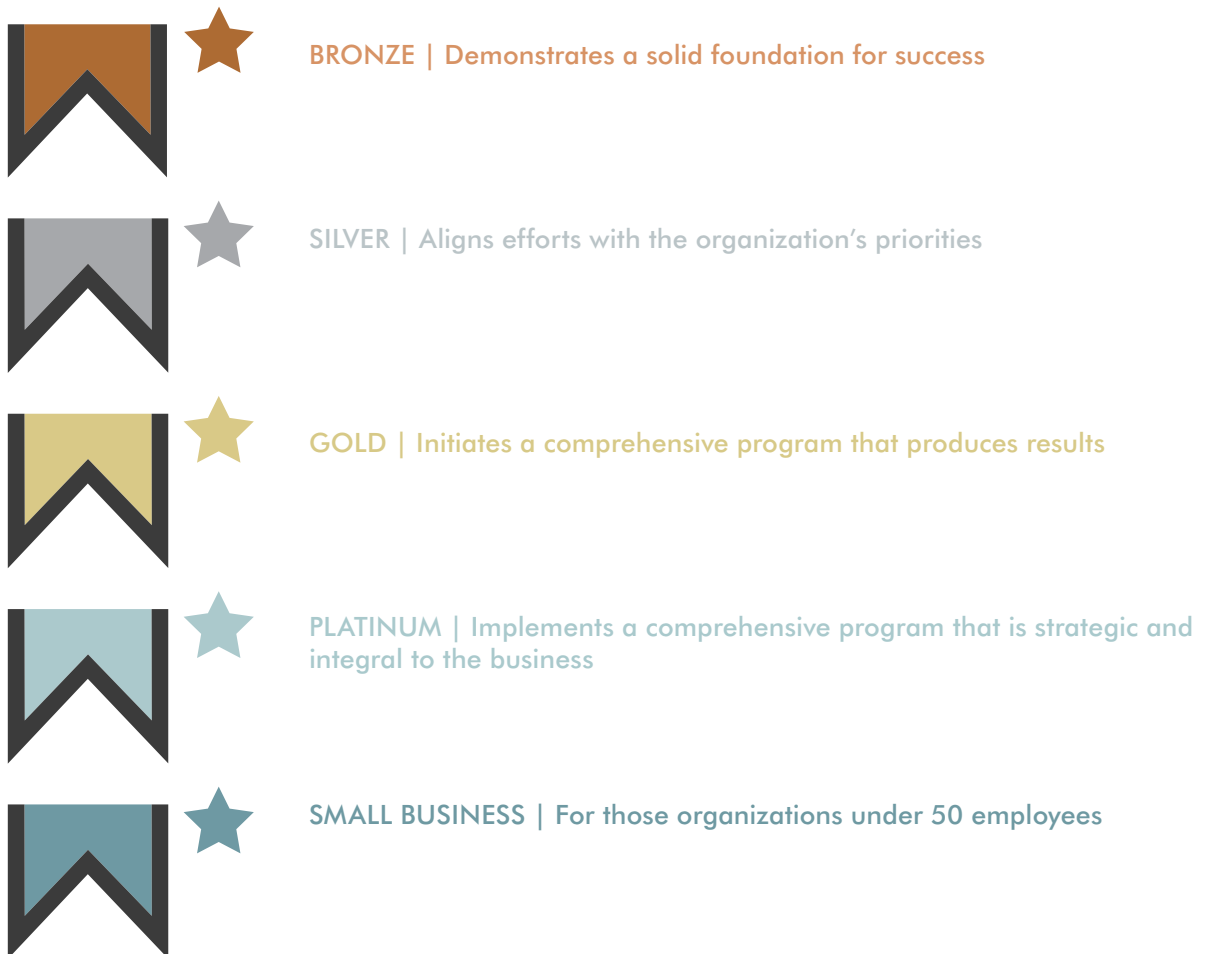 BRONZE | Demonstrates a solid foundation for success
SILVER | Aligns efforts with the organization’s priorities
GOLD | Initiates a comprehensive program that produces results
PLATINUM | Implements a comprehensive program that is strategic and
integral to the business
SMALL BUSINESS | For those organizations under 50 employees